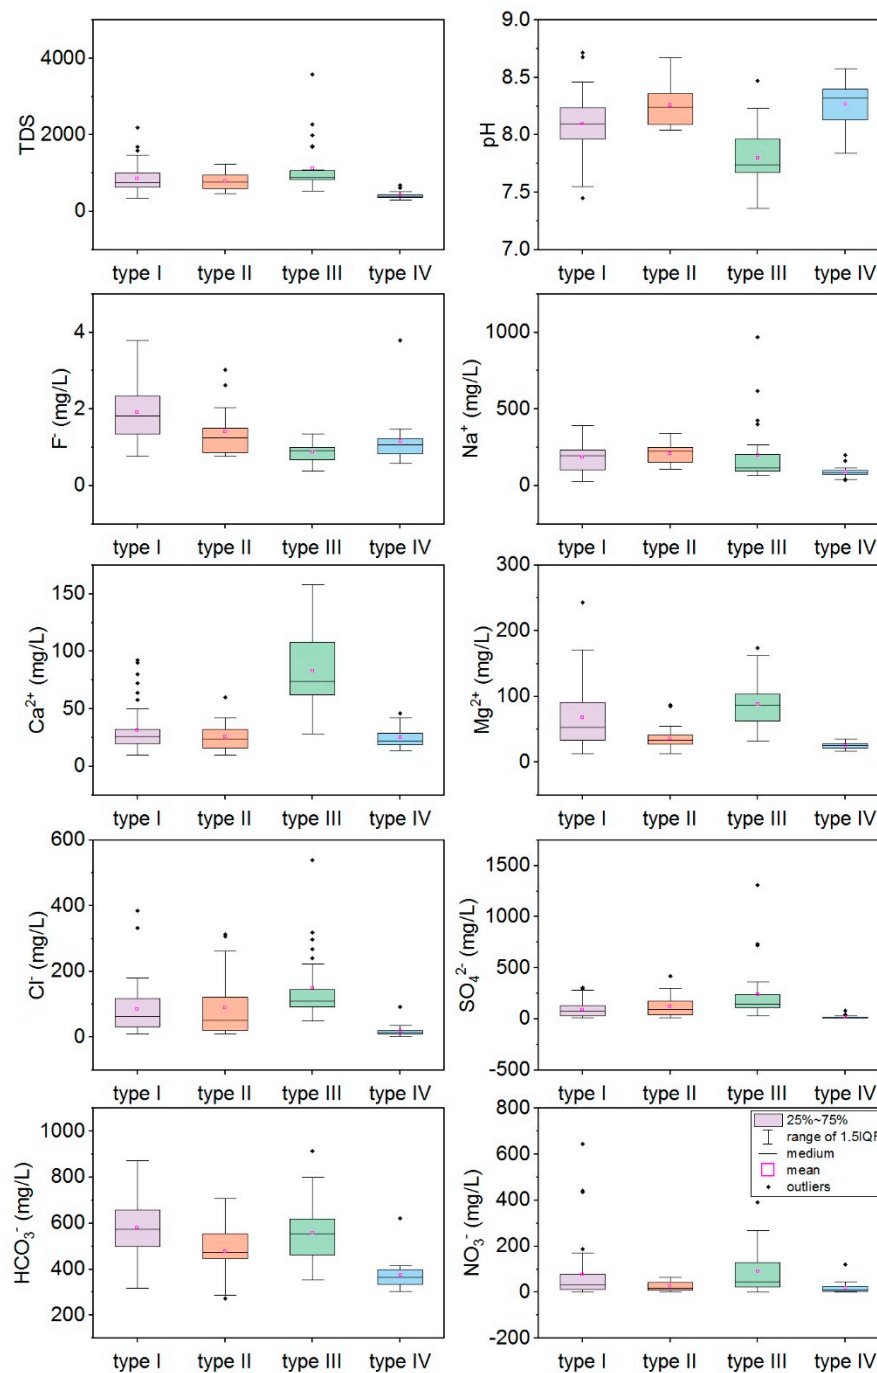 4000
2000
0
TDS
type I type II type III type IV
9.0
8.5
8.0
7.5
7.0
pH
type I type II type III type IV
4
2
0
F⁻ (mg/L)
type I type II type III type IV
1000
500
0
Na⁺ (mg/L)
type I type II type III type IV
150
100
50
0
Ca²⁺ (mg/L)
type I type II type III type IV
300
200
100
0
Mg²⁺ (mg/L)
type I type II type III type IV
600
400
200
0
Cl⁻ (mg/L)
type I type II type III type IV
1500
1000
500
0
-500
SO₄²⁻ (mg/L)
type I type II type III type IV
1000
800
600
400
200
HCO₃⁻ (mg/L)
type I type II type III type IV
800
600
400
200
0
-200
NO₃⁻ (mg/L)
25%~75%
range of 1.5IQR
medium
mean
outliers
type I type II type III type IV